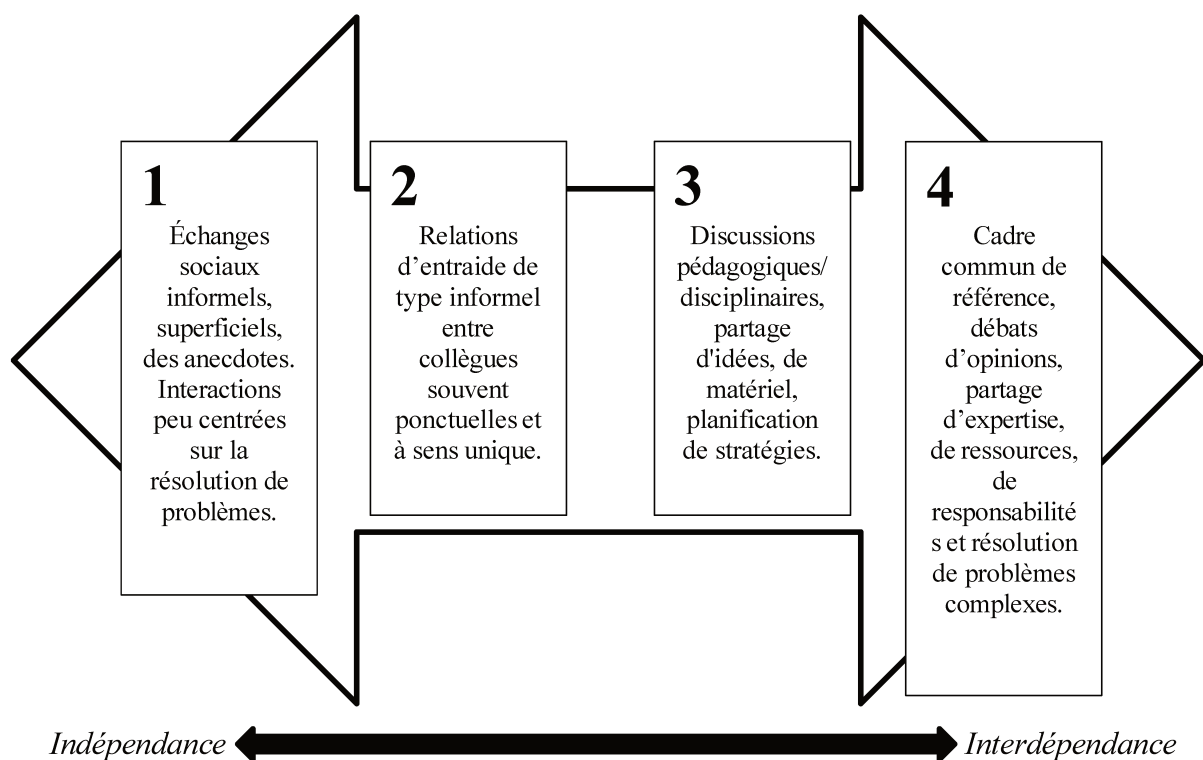 1
Échanges
sociaux
informels,
superficiels,
des anecdotes.
Interactions
peu centrées
sur la
résolution de
problèmes.
2
Relations
d’entraide de
type informel
entre
collègues
souvent
ponctuelles et
à sens unique.
3
Discussions
pédagogiques/
disciplinaires,
partage
d'idées, de
matériel,
planification
de stratégies.
4
Cadre
commun de
référence,
débats
d’opinions,
partage
d’expertise,
de ressources,
de
responsabilité
s et résolution
de problèmes
complexes.
Indépendance
Interdépendance